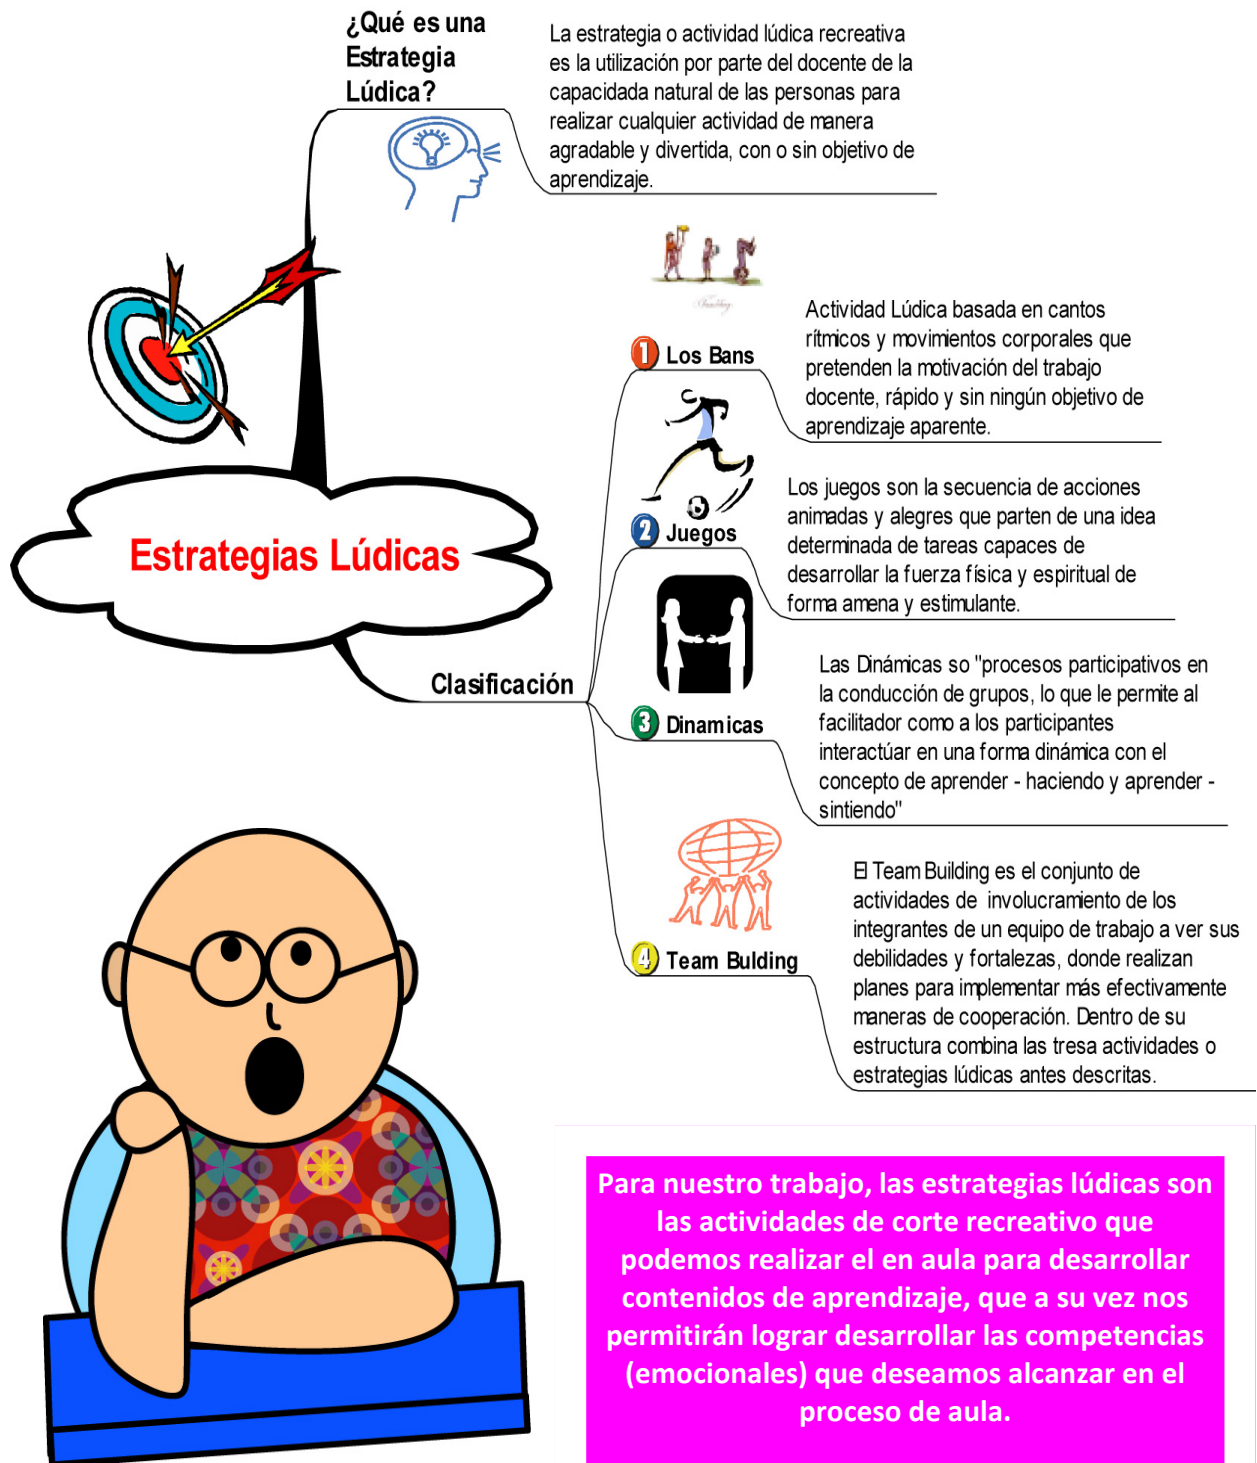 ¿Qué es una
Estrategia
Lúdica?
La estrategia o actividad lúdica recreativa
es la utilización por parte del docente de la
capacidada natural de las personas para
realizar cualquier actividad de manera
agradable y divertida, con o sin objetivo de
aprendizaje.
Estrategias Lúdicas
Clasificación
1 Los Bans
Actividad Lúdica basada en cantos
rítmicos y movimientos corporales que
pretenden la motivación del trabajo
docente, rápido y sin ningún objetivo de
aprendizaje aparente.
2 Juegos
Los juegos son la secuencia de acciones
animadas y alegres que parten de una idea
determinada de tareas capaces de
desarrollar la fuerza física y espiritual de
forma amena y estimulante.
3 Dinamicas
Las Dinámicas so "procesos participativos en
la conducción de grupos, lo que le permite al
facilitador como a los participantes
interactúar en una forma dinámica con el
concepto de aprender - haciendo y aprender -
sintiendo"
4 Team Bulding
El Team Building es el conjunto de
actividades de involucramiento de los
integrantes de un equipo de trabajo a ver sus
debilidades y fortalezas, donde realizan
planes para implementar más efectivamente
maneras de cooperación. Dentro de su
estructura combina las tresa actividades o
estrategias lúdicas antes descritas.
Para nuestro trabajo, las estrategias lúdicas son
las actividades de corte recreativo que
podemos realizar el en aula para desarrollar
contenidos de aprendizaje, que a su vez nos
permitirán lograr desarrollar las competencias
(emocionales) que deseamos alcanzar en el
proceso de aula.